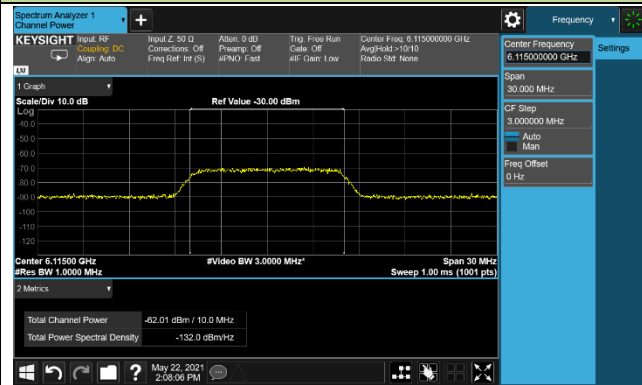 Spectrum Analyzer 1
Channel Power
Frequency
KEYSIGHT
Input: RF
Coupling: DC
Align: Auto
Input Z: 50 Ω
Corrections: Off
Freq Ref: Int (S)
Atten: 0 dB
Preamp: Off
#PNO: Fast
Trig: Free Run
Gate: Off
#IF Gain: Low
Center Freq: 6.115000000 GHz
Avg|Hold:>10/10
Radio Std: None
LXI
Center Frequency
6.115000000 GHz
Settings
Span
30.000 MHz
CF Step
3.000000 MHz
Auto
Man
Freq Offset
0 Hz
1 Graph
Scale/Div 10.0 dB
Ref Value -30.00 dBm
Log
-40.0
-50.0
-60.0
-70.0
-80.0
-90.0
-100
-110
-120
Center 6.11500 GHz
#Video BW 3.0000 MHz*
Span 30 MHz
#Res BW 1.0000 MHz
Sweep 1.00 ms (1001 pts)
2 Metrics
Total Channel Power -62.01 dBm / 10.0 MHz
Total Power Spectral Density -132.0 dBm/Hz
?
May 22, 2021
2:08:06 PM